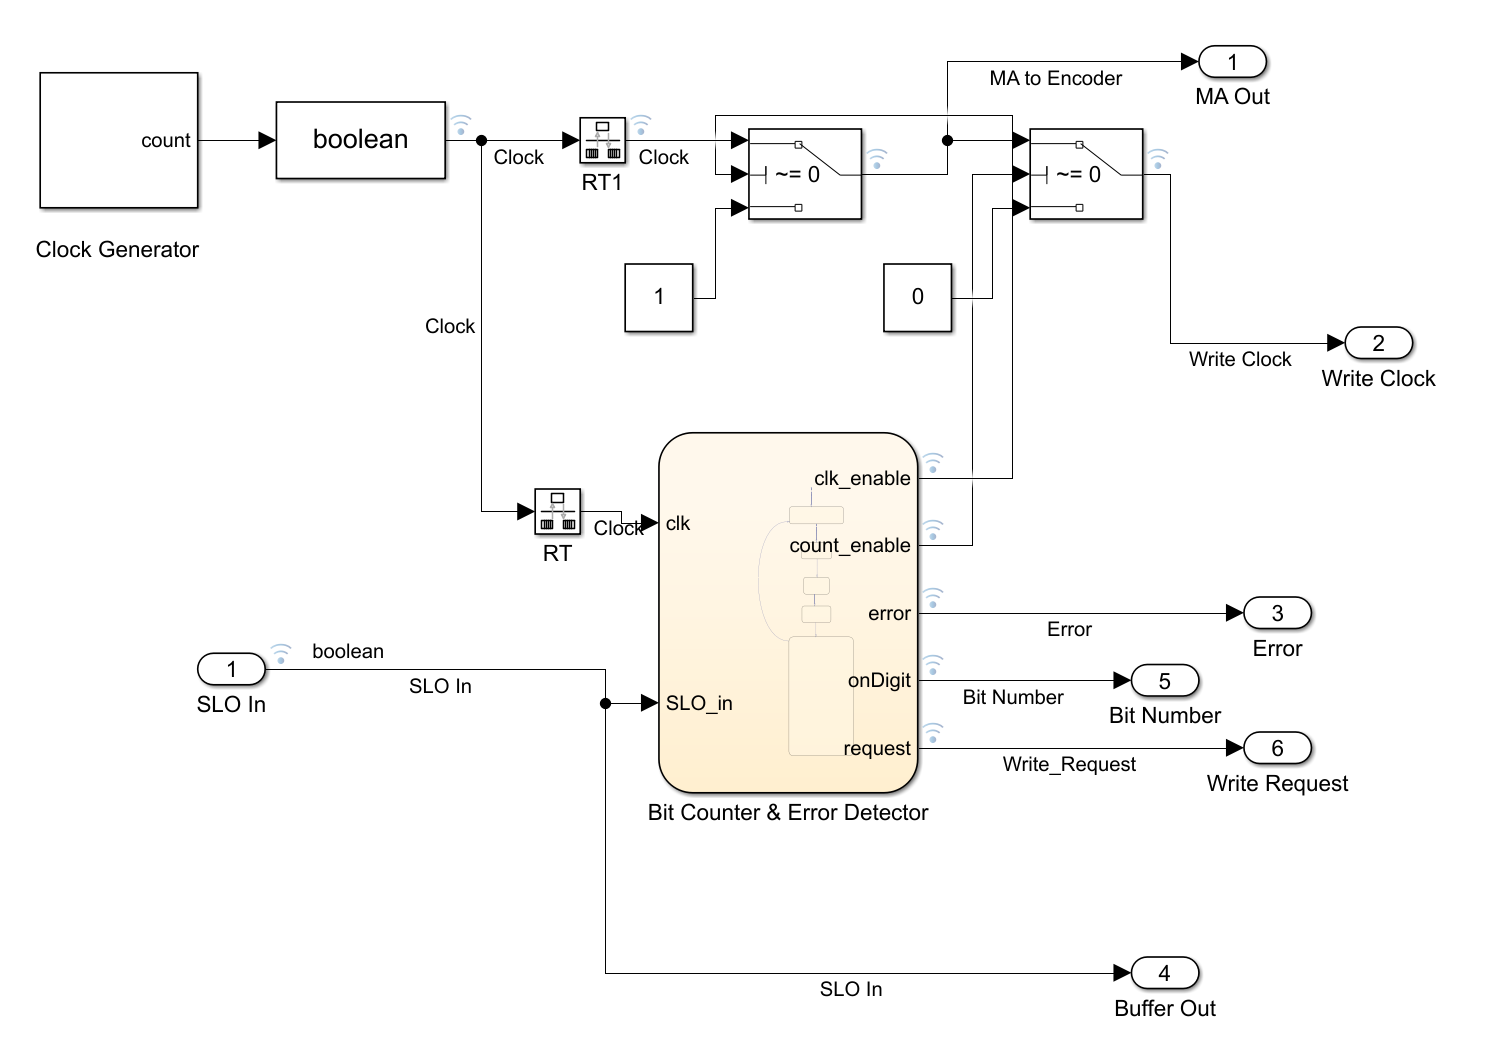 1
MA to Encoder
MA Out
count
boolean
Clock
Clock
RT1
~= 0
~= 0
Clock Generator
1
0
Clock
2
Write Clock
Write Clock
clk_enable
clk
Clock
RT
count_enable
error
Error
3
Error
1
boolean
SLO In
SLO In
SLO_in
onDigit
Bit Number
5
Bit Number
request
Write_Request
6
Write Request
Bit Counter & Error Detector
SLO In
4
Buffer Out